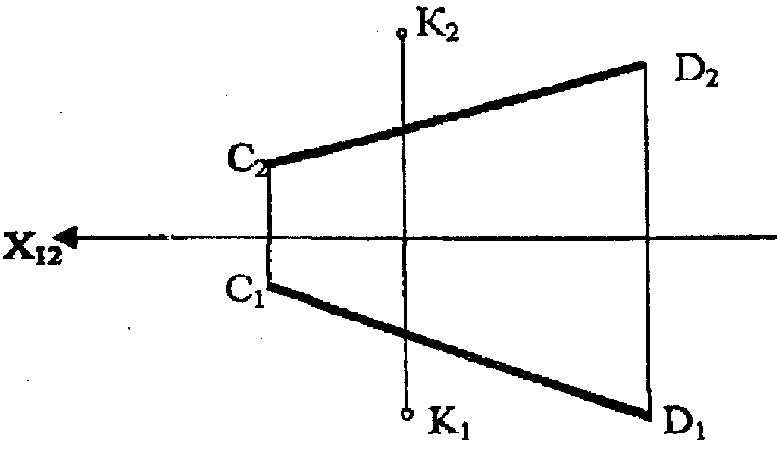 K₂
D₂
C₂
X₁₂
C₁
K₁
D₁